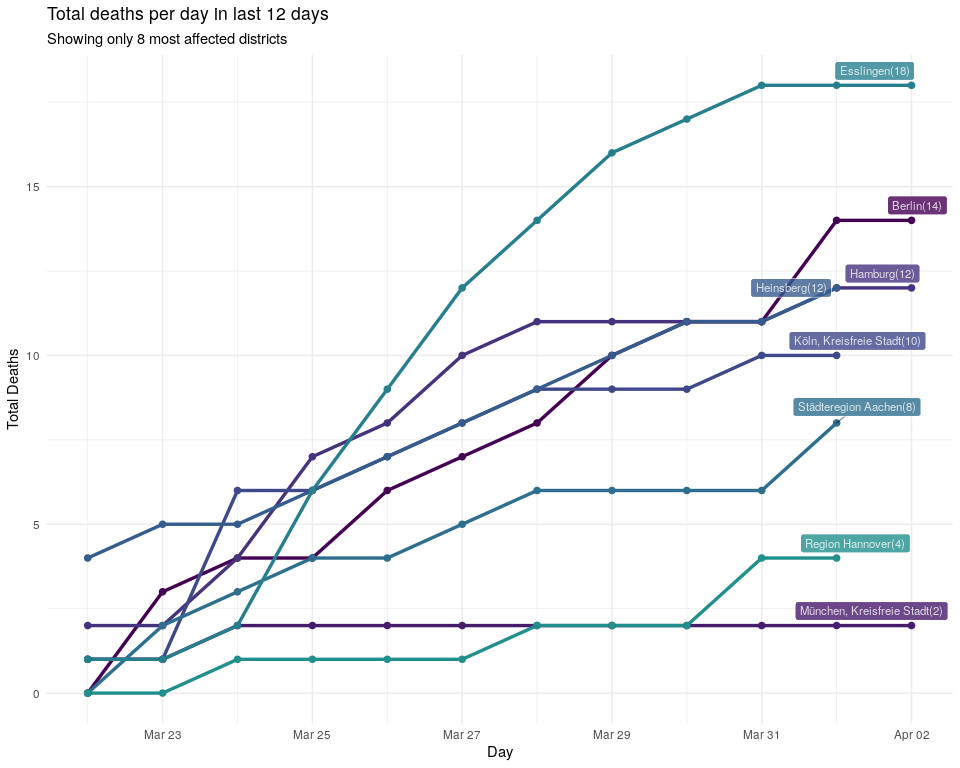 Total deaths per day in last 12 days
Showing only 8 most affected districts
Esslingen(18)
Berlin(14)
Hamburg(12)
Heinsberg(12)
Köln, Kreisfreie Stadt(10)
Städteregion Aachen(8)
Region Hannover(4)
München, Kreisfreie Stadt(2)
15
10
5
0
Total Deaths
Mar 23 Mar 25 Mar 27 Mar 29 Mar 31 Apr 02
Day